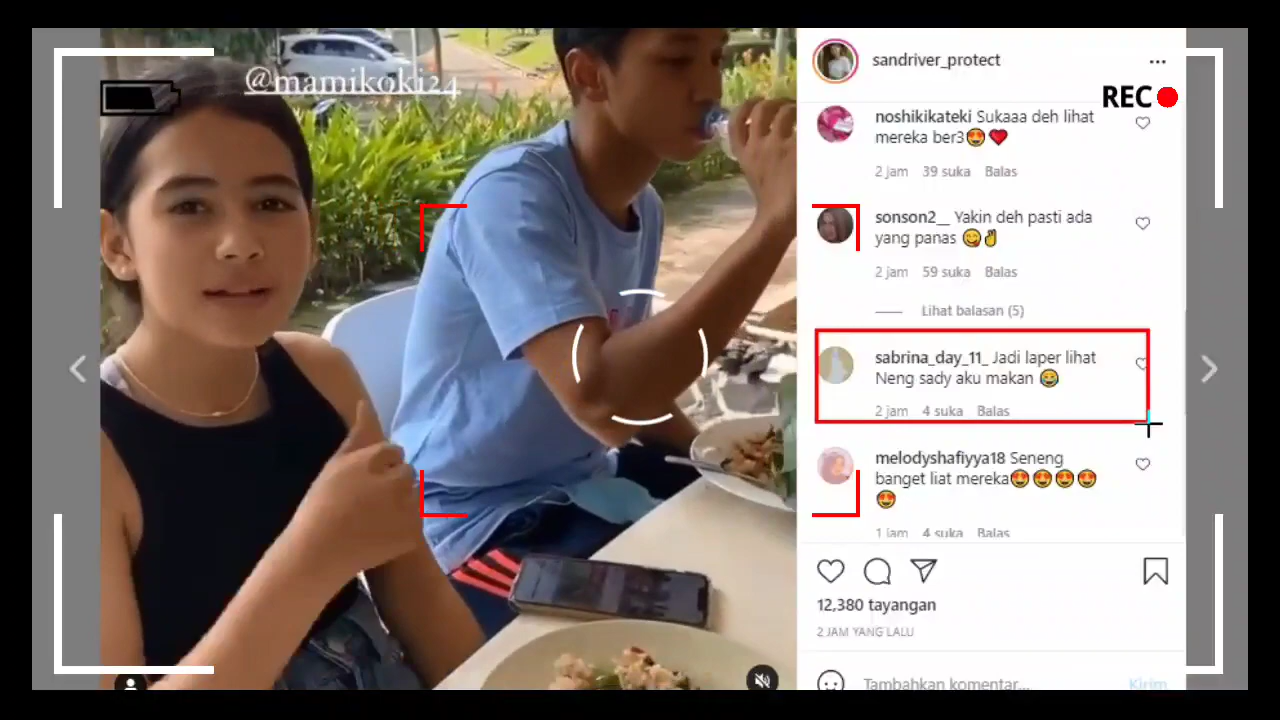 @mamikoki24
sandriver_protect
REC
noshikikateki Sukaaa deh lihat
mereka ber3😍❤️
2 jam 39 suka Balas
sonson2__ Yakin deh pasti ada
yang panas 😋✌️
2 jam 59 suka Balas
Lihat balasan (5)
sabrina_day_11_ Jadi laper lihat
Neng sady aku makan 😂
2 jam 4 suka Balas
melodyshafiyya18 Seneng
banget liat mereka😍😍😍😍
😍
1 jam 4 suka Balas
12,380 tayangan
2 JAM YANG LALU
Tambahkan komentar... Kirim